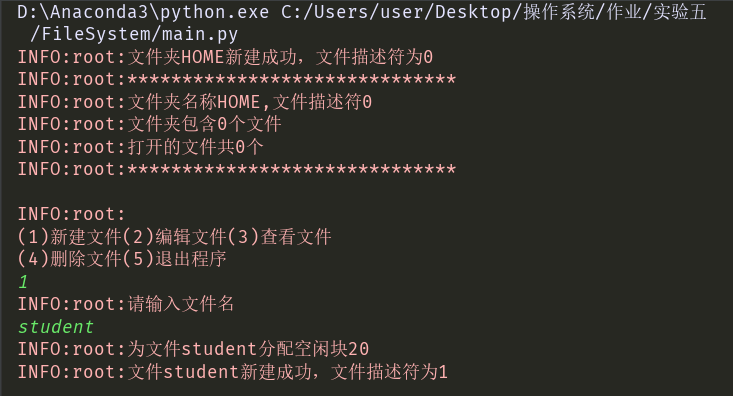 D:\Anaconda3\python.exe C:/Users/user/Desktop/操作系统/作业/实验五
/FileSystem/main.py
INFO:root:文件夹HOME新建成功，文件描述符为0
INFO:root:******************************
INFO:root:文件夹名称HOME,文件描述符0
INFO:root:文件夹包含0个文件
INFO:root:打开的文件共0个
INFO:root:******************************
INFO:root:
(1)新建文件(2)编辑文件(3)查看文件
(4)删除文件(5)退出程序
1
INFO:root:请输入文件名
student
INFO:root:为文件student分配空闲块20
INFO:root:文件student新建成功，文件描述符为1